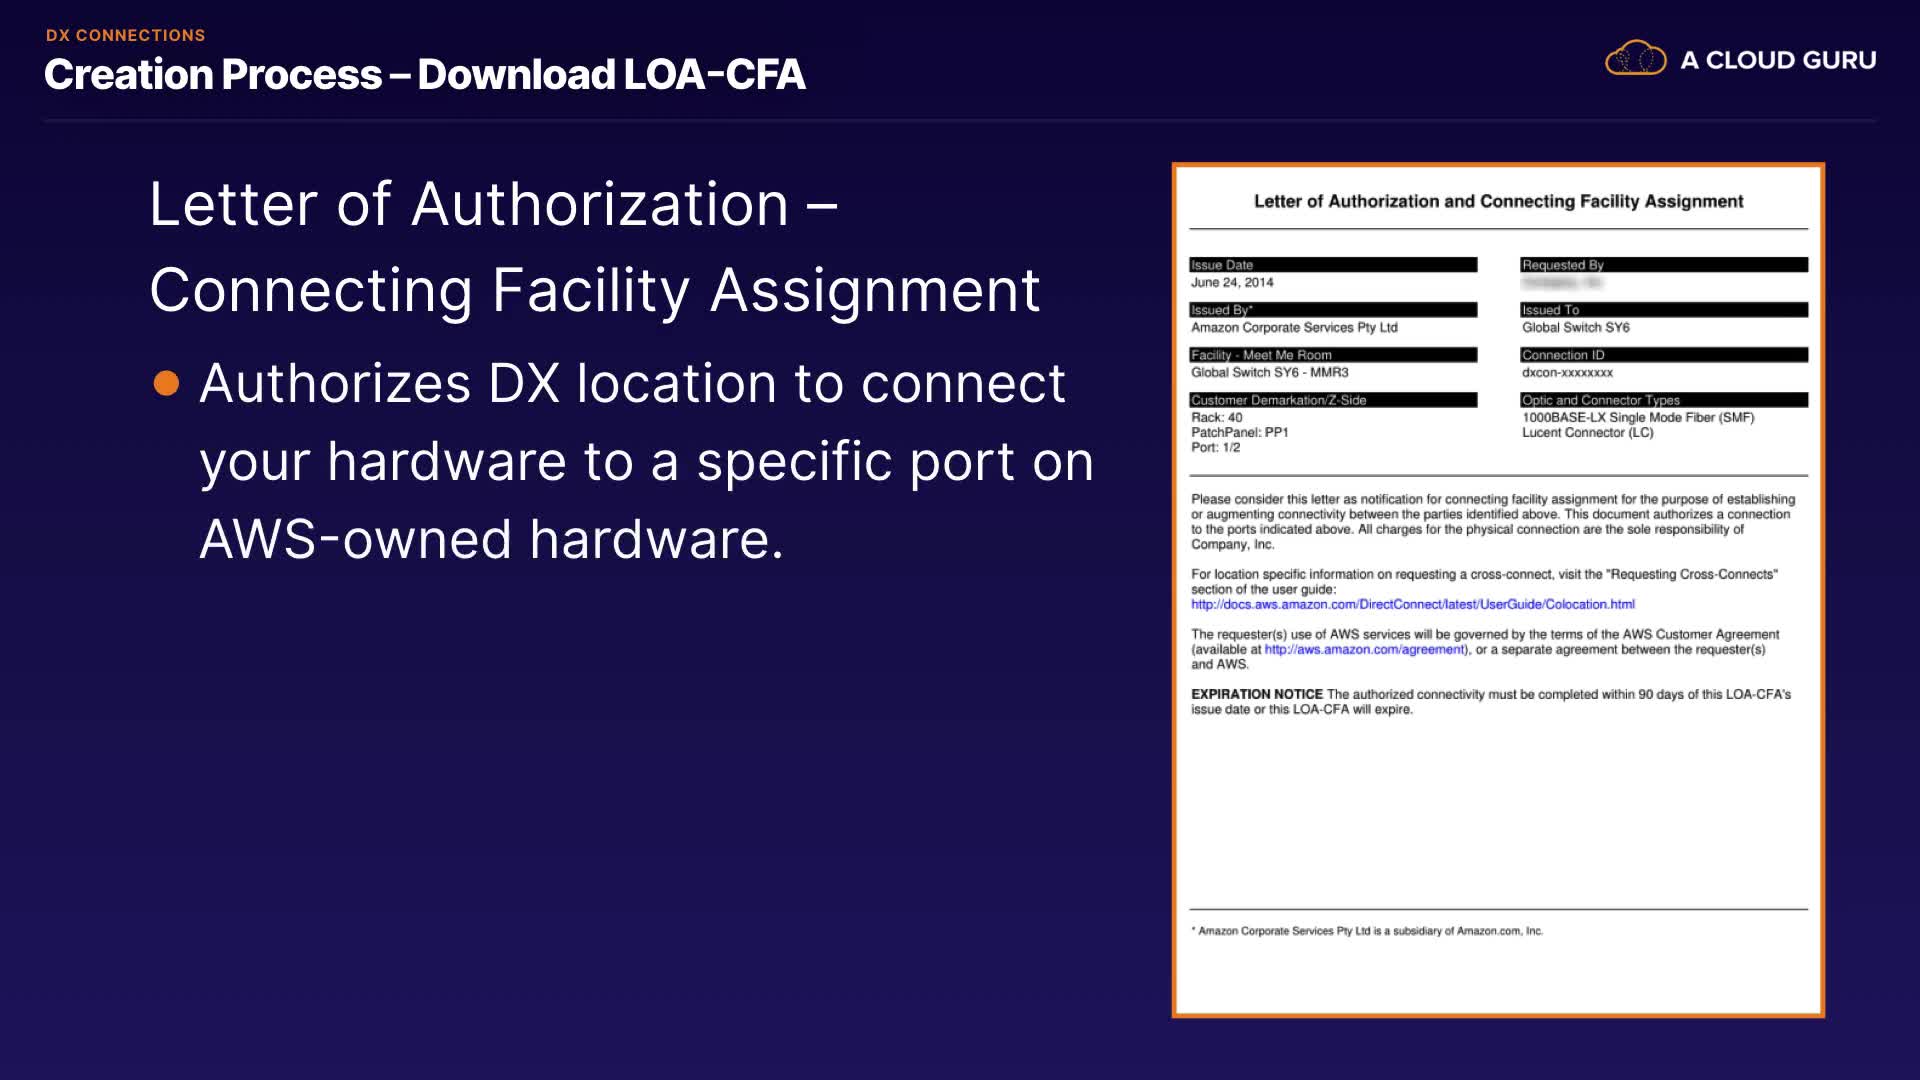 DX CONNECTIONS
Creation Process – Download LOA-CFA
A CLOUD GURU
Letter of Authorization –
Connecting Facility Assignment
Authorizes DX location to connect
your hardware to a specific port on
AWS-owned hardware.
Letter of Authorization and Connecting Facility Assignment
Issue Date
June 24, 2014
Requested By
Issued By*
Amazon Corporate Services Pty Ltd
Issued To
Global Switch SY6
Facility - Meet Me Room
Global Switch SY6 - MMR3
Connection ID
dxcon-xxxxxxxx
Customer Demarkation/Z-Side
Rack: 40
PatchPanel: PP1
Port: 1/2
Optic and Connector Types
1000BASE-LX Single Mode Fiber (SMF)
Lucent Connector (LC)
Please consider this letter as notification for connecting facility assignment for the purpose of establishing
or augmenting connectivity between the parties identified above. This document authorizes a connection
to the ports indicated above. All charges for the physical connection are the sole responsibility of
Company, Inc.
For location specific information on requesting a cross-connect, visit the "Requesting Cross-Connects"
section of the user guide:
http://docs.aws.amazon.com/DirectConnect/latest/UserGuide/Colocation.html
The requester(s) use of AWS services will be governed by the terms of the AWS Customer Agreement
(available at http://aws.amazon.com/agreement), or a separate agreement between the requester(s)
and AWS.
EXPIRATION NOTICE The authorized connectivity must be completed within 90 days of this LOA-CFA's
issue date or this LOA-CFA will expire.
* Amazon Corporate Services Pty Ltd is a subsidiary of Amazon.com, Inc.